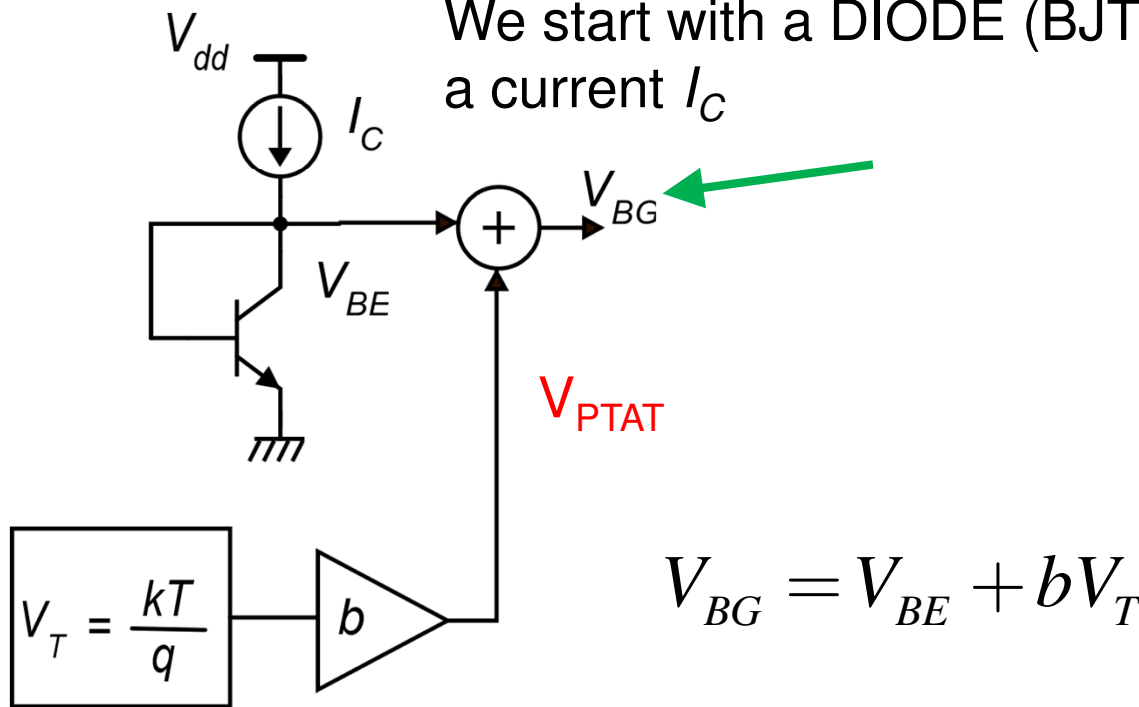 We start with a DIODE (BJT
a current I_C
V_dd
I_C
V_BG
+
V_BE
V_PTAT
V_T = kT/q
b
V_BG = V_BE + bV_T